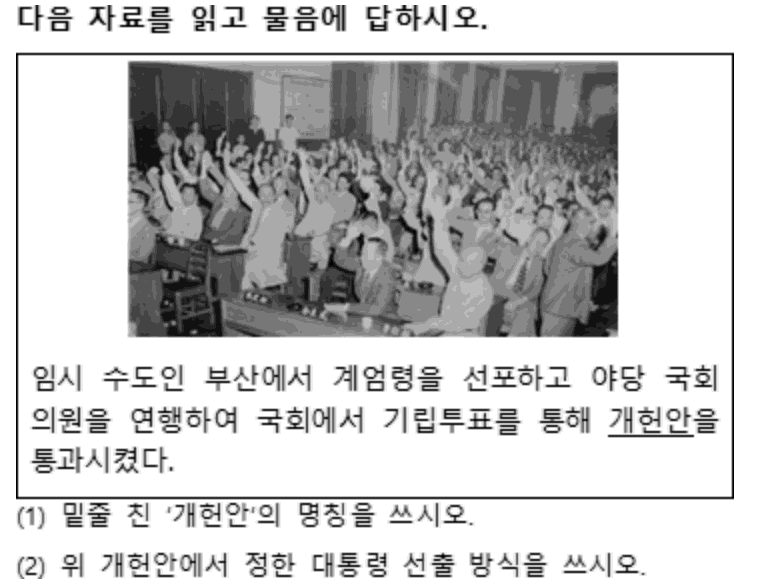 다음 자료를 읽고 물음에 답하시오.
임시 수도인 부산에서 계엄령을 선포하고 야당 국회
의원을 연행하여 국회에서 기립투표를 통해 개헌안을
통과시켰다.
(1) 밑줄 친 '개헌안'의 명칭을 쓰시오.
(2) 위 개헌안에서 정한 대통령 선출 방식을 쓰시오.